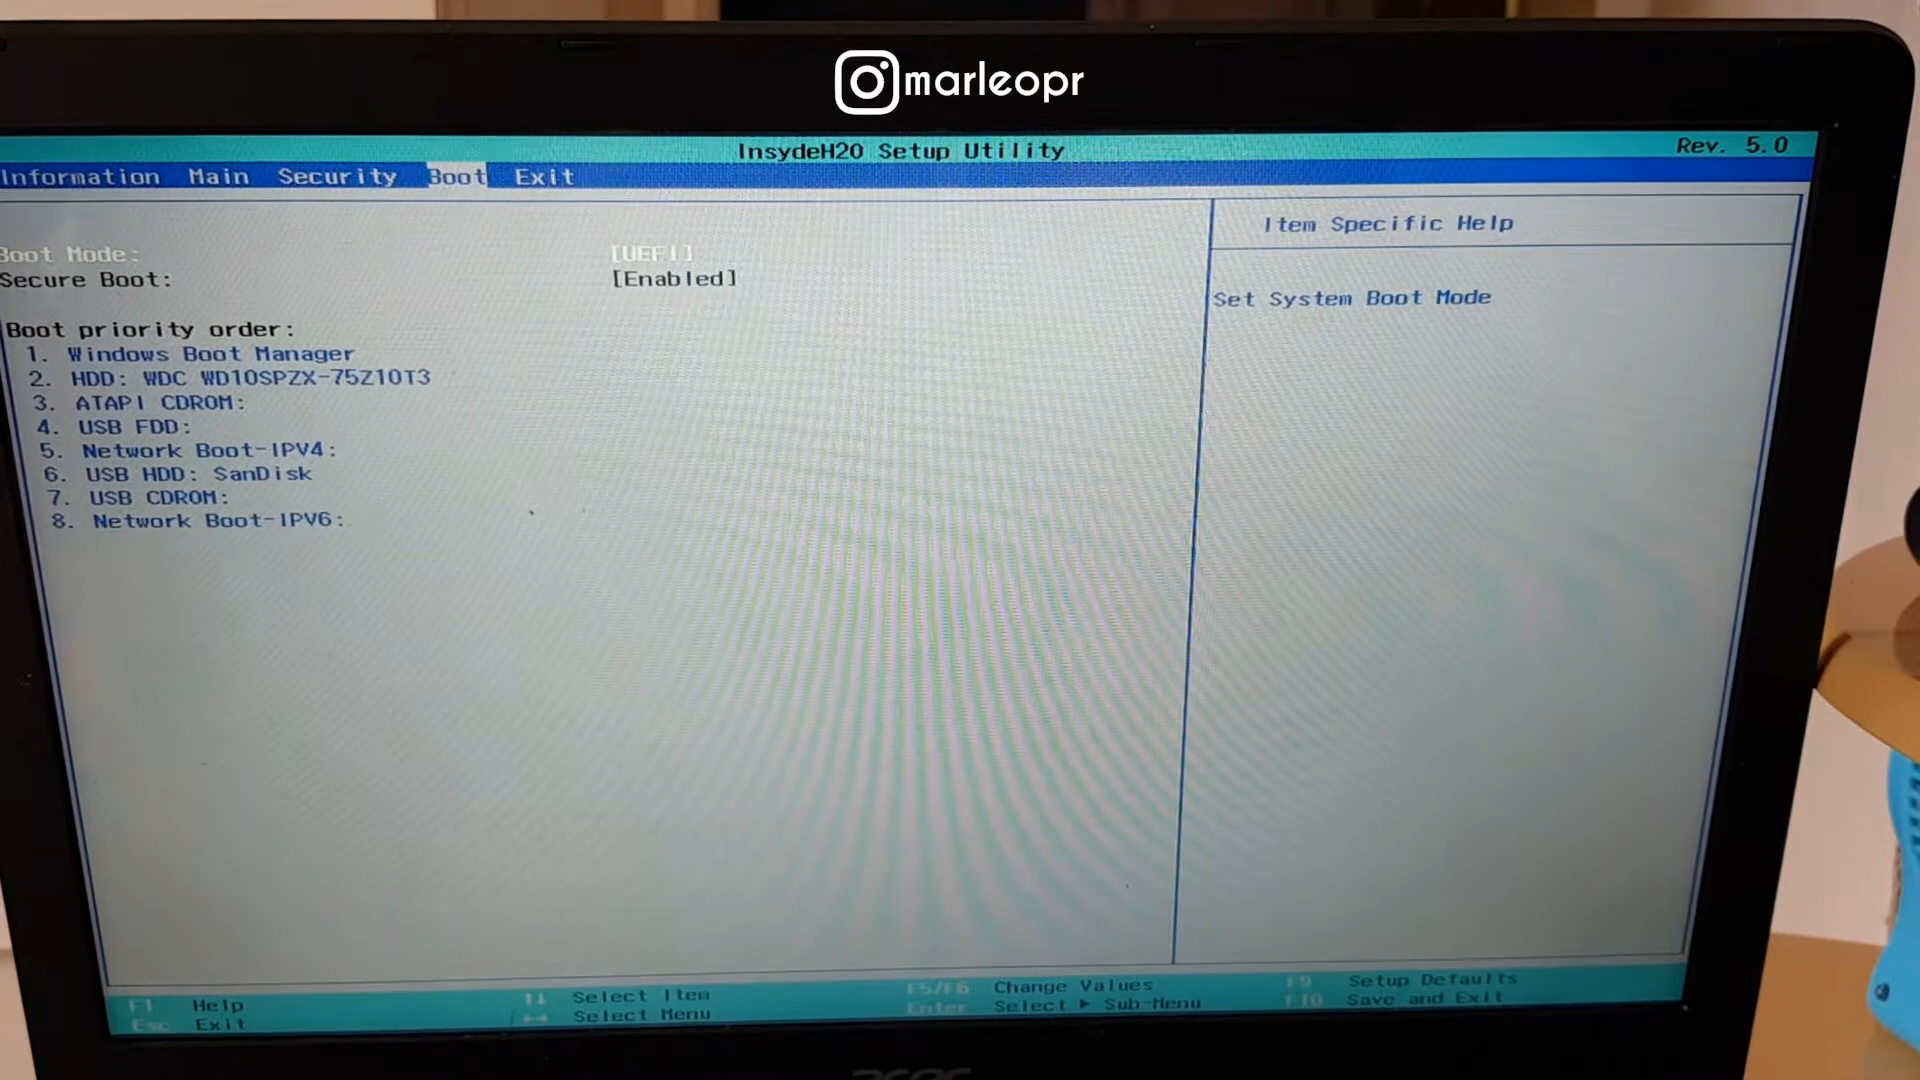 marleopr
InsydeH20 Setup Utility
Rev. 5.0
Information Main Security Boot Exit
Boot Mode: [UEFI]
Secure Boot: [Enabled]
Boot priority order:
1. Windows Boot Manager
2. HDD: WDC WD10SPZX-75Z10T3
3. ATAPI CDROM:
4. USB FDD:
5. Network Boot-IPV4:
6. USB HDD: SanDisk
7. USB CDROM:
8. Network Boot-IPV6:
Item Specific Help
Set System Boot Mode
F1 Help ↑↓ Select Item F5/F6 Change Values F9 Setup Defaults
Esc Exit ↔ Select Menu Enter Select ► Sub-Menu F10 Save and Exit
acer